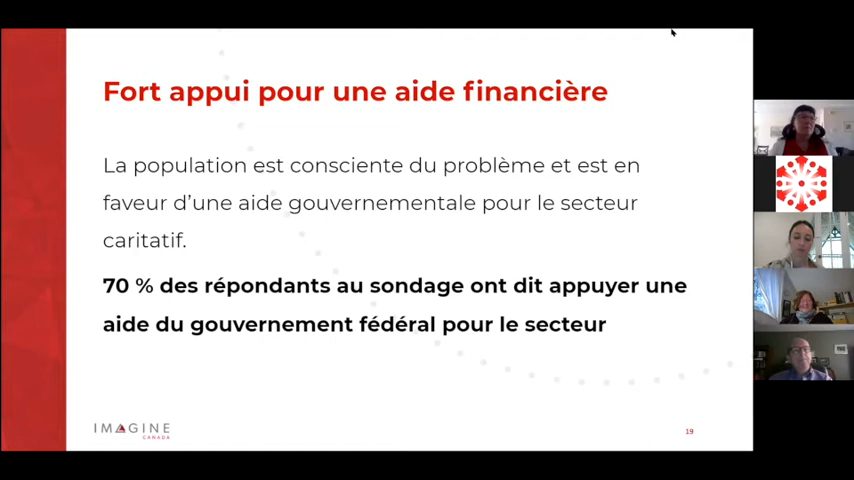 Fort appui pour une aide financière
La population est consciente du problème et est en
faveur d'une aide gouvernementale pour le secteur
caritatif.
70 % des répondants au sondage ont dit appuyer une
aide du gouvernement fédéral pour le secteur
IMAGINE
CANADA
19